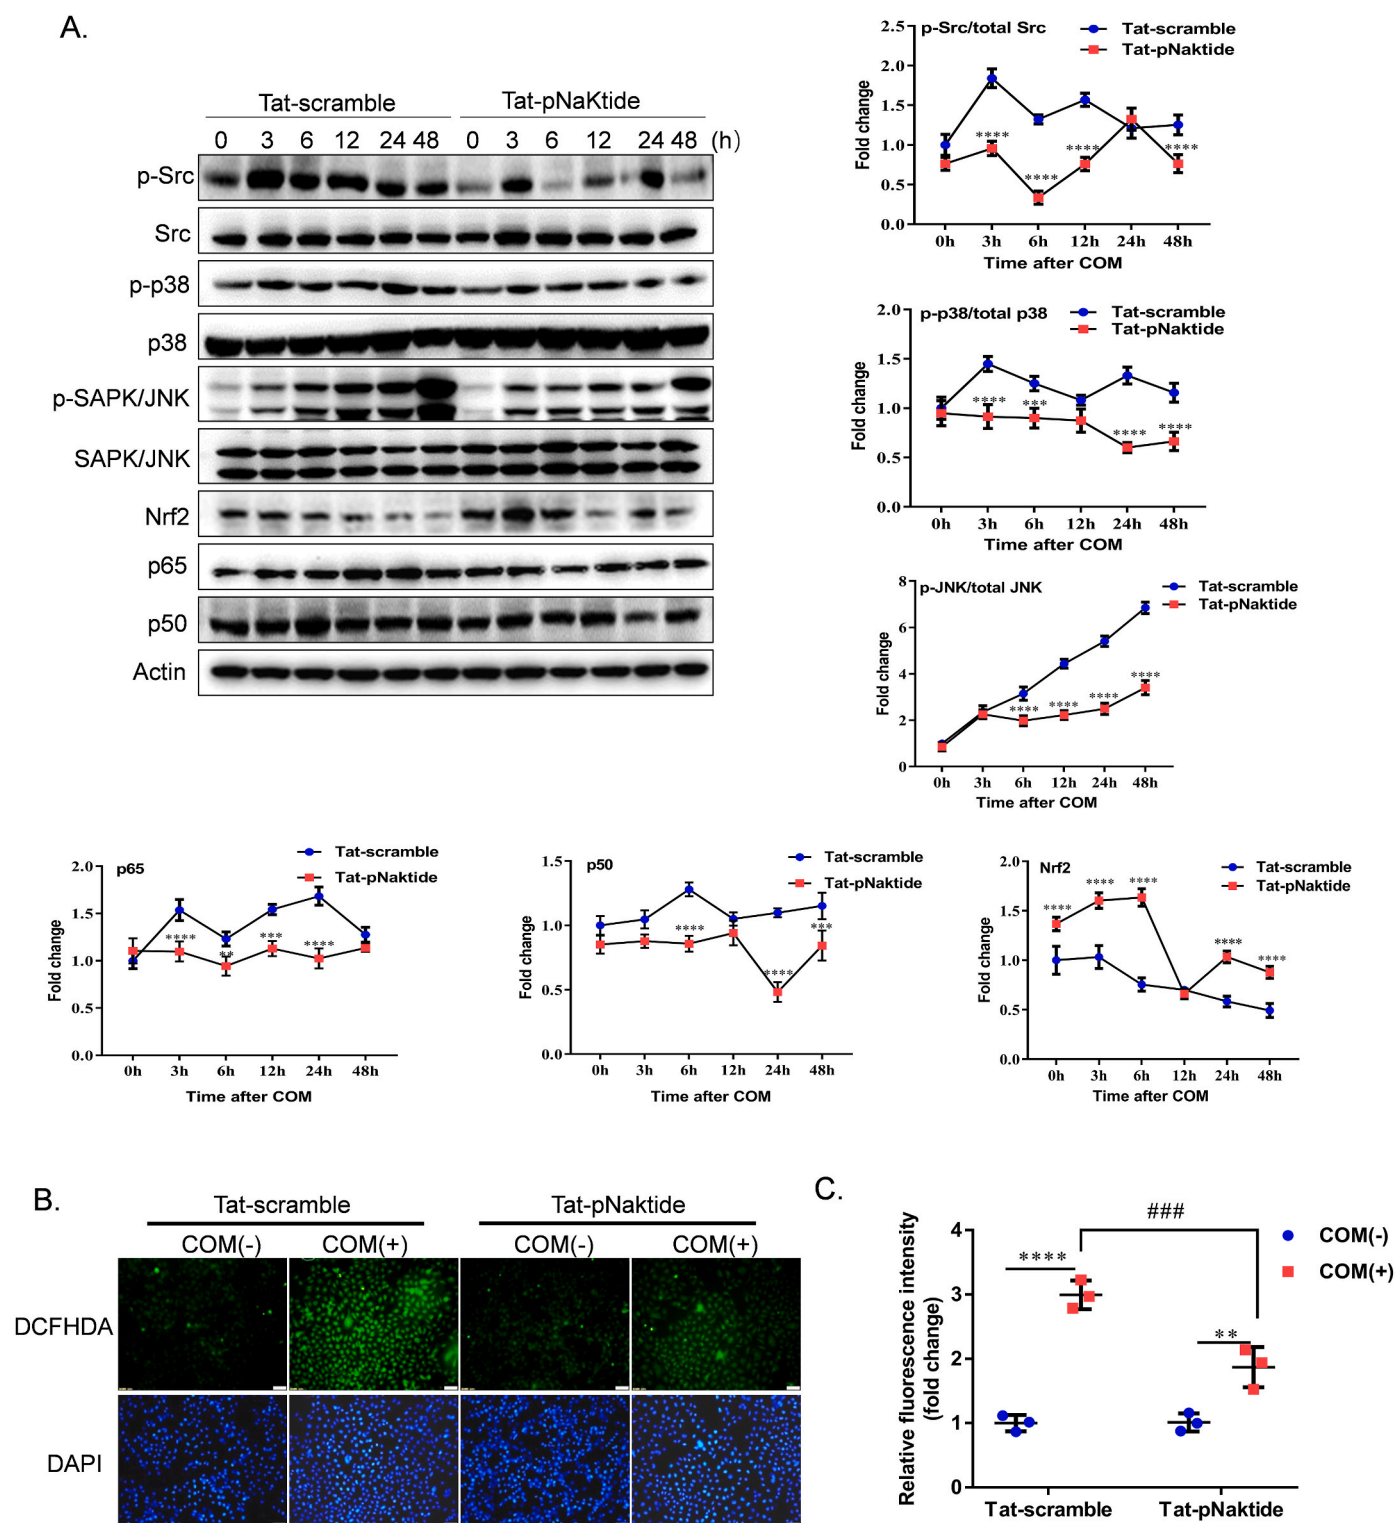 A.
Tat-scramble Tat-pNaKtide
0 3 6 12 24 48 0 3 6 12 24 48 (h)
p-Src
Src
p-p38
p38
p-SAPK/JNK
SAPK/JNK
Nrf2
p65
p50
Actin
p-Src/total Src
Tat-scramble
Tat-pNaktide
Fold change
2.5
2.0
1.5
1.0
0.5
0.0
**** **** **** ****
0h 3h 6h 12h 24h 48h
Time after COM
p-p38/total p38
Tat-scramble
Tat-pNaktide
Fold change
2.0
1.5
1.0
0.5
0.0
**** *** **** ****
0h 3h 6h 12h 24h 48h
Time after COM
p-JNK/total JNK
Tat-scramble
Tat-pNaktide
Fold change
8
6
4
2
0
**** **** **** ****
0h 3h 6h 12h 24h 48h
Time after COM
p65
Tat-scramble
Tat-pNaktide
Fold change
2.0
1.5
1.0
0.5
0.0
**** ** *** ****
0h 3h 6h 12h 24h 48h
Time after COM
p50
Tat-scramble
Tat-pNaktide
Fold change
1.5
1.0
0.5
0.0
**** **** ***
0h 3h 6h 12h 24h 48h
Time after COM
Nrf2
Tat-scramble
Tat-pNaktide
Fold change
2.0
1.5
1.0
0.5
0.0
**** **** **** **** ****
0h 3h 6h 12h 24h 48h
Time after COM
B.
Tat-scramble Tat-pNaktide
COM(-) COM(+) COM(-) COM(+)
DCFHDA
DAPI
C.
Relative fluorescence intensity
(fold change)
4
3
2
1
0
****
###
**
COM(-)
COM(+)
Tat-scramble Tat-pNaktide